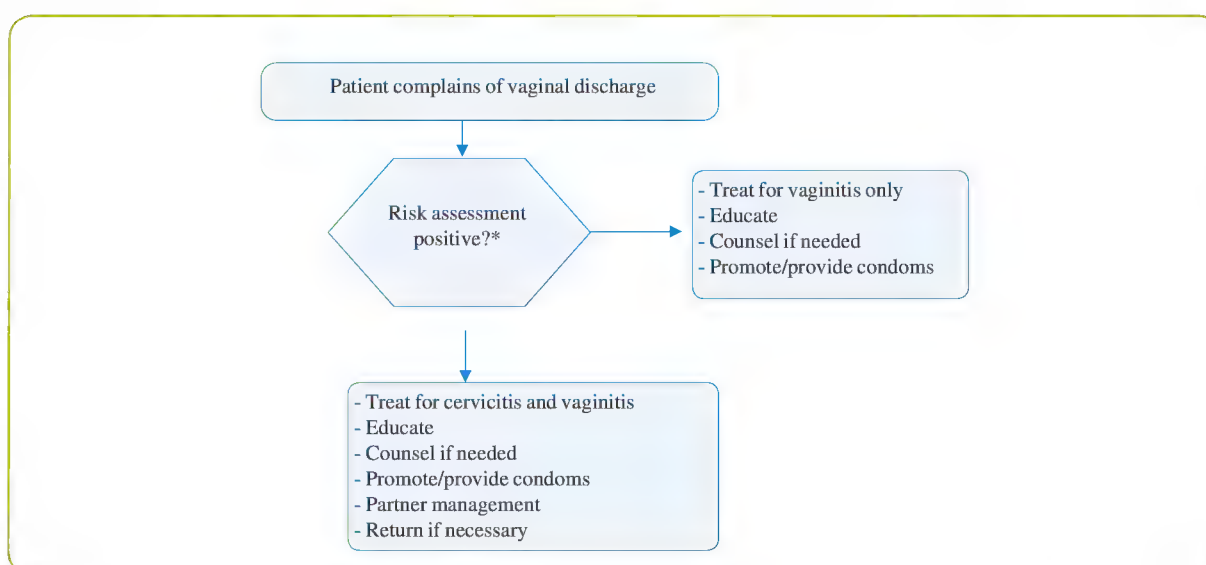 Patient complains of vaginal discharge
Risk assessment
positive?*
- Treat for vaginitis only
- Educate
- Counsel if needed
- Promote/provide condoms
- Treat for cervicitis and vaginitis
- Educate
- Counsel if needed
- Promote/provide condoms
- Partner management
- Return if necessary